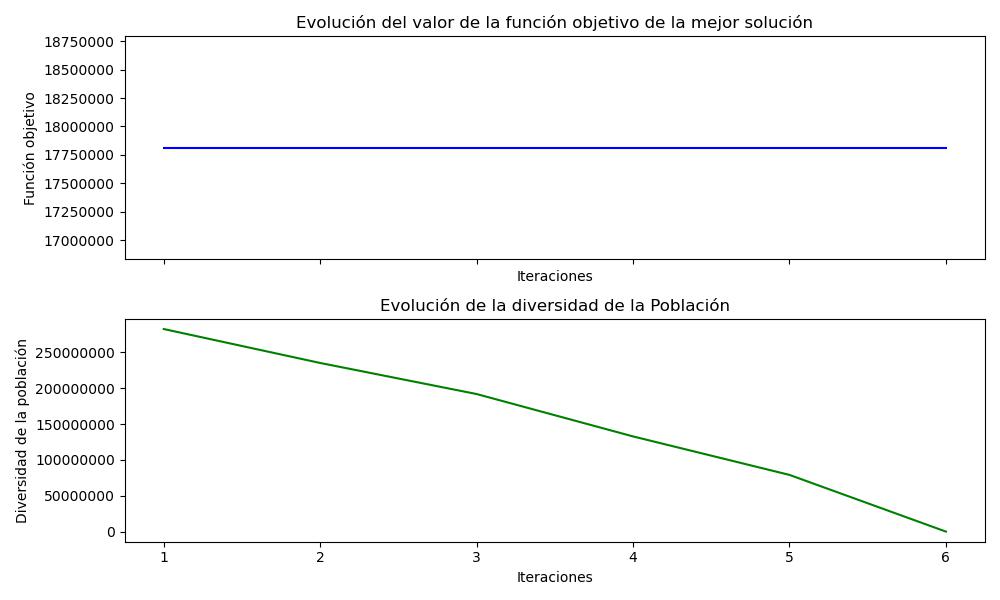 Evolución del valor de la función objetivo de la mejor solución
18750000
18500000
18250000
18000000
17750000
17500000
17250000
17000000
Función objetivo
Iteraciones
Evolución de la diversidad de la Población
250000000
200000000
150000000
100000000
50000000
0
Diversidad de la población
1 2 3 4 5 6
Iteraciones